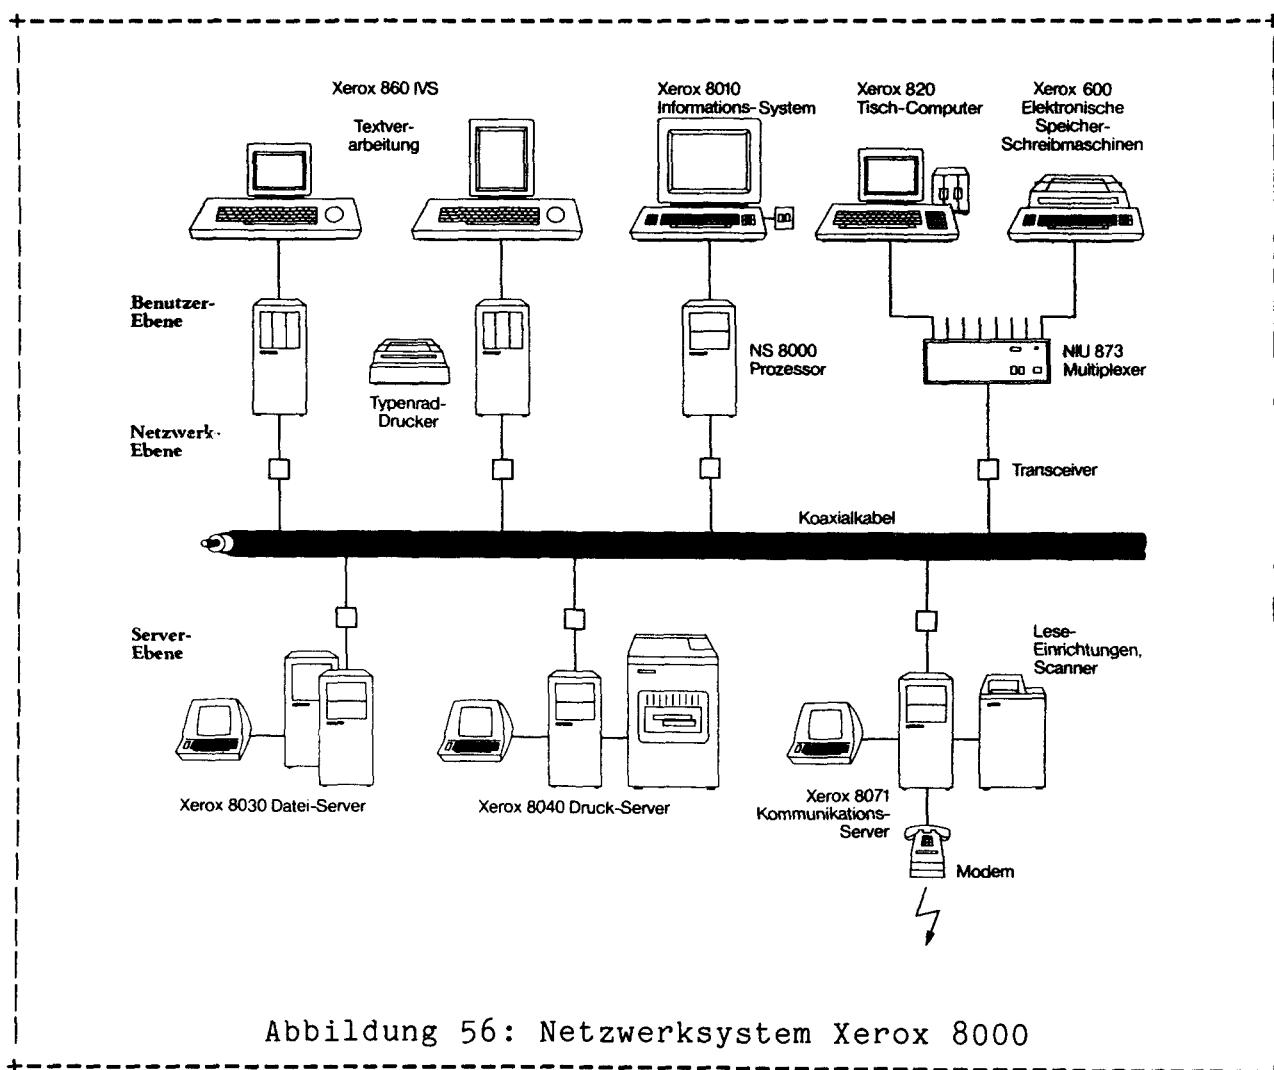 Xerox 860 IVS
Textver-
arbeitung
Xerox 8010
Informations-System
Xerox 820
Tisch-Computer
Xerox 600
Elektronische
Speicher-
Schreibmaschinen
Benutzer-
Ebene
Typenrad-
Drucker
NS 8000
Prozessor
NIU 873
Multiplexer
Netzwerk-
Ebene
Transceiver
Koaxialkabel
Server-
Ebene
Lese-
Einrichtungen,
Scanner
Xerox 8030 Datei-Server
Xerox 8040 Druck-Server
Xerox 8071
Kommunikations-
Server
Modem
Abbildung 56: Netzwerksystem Xerox 8000